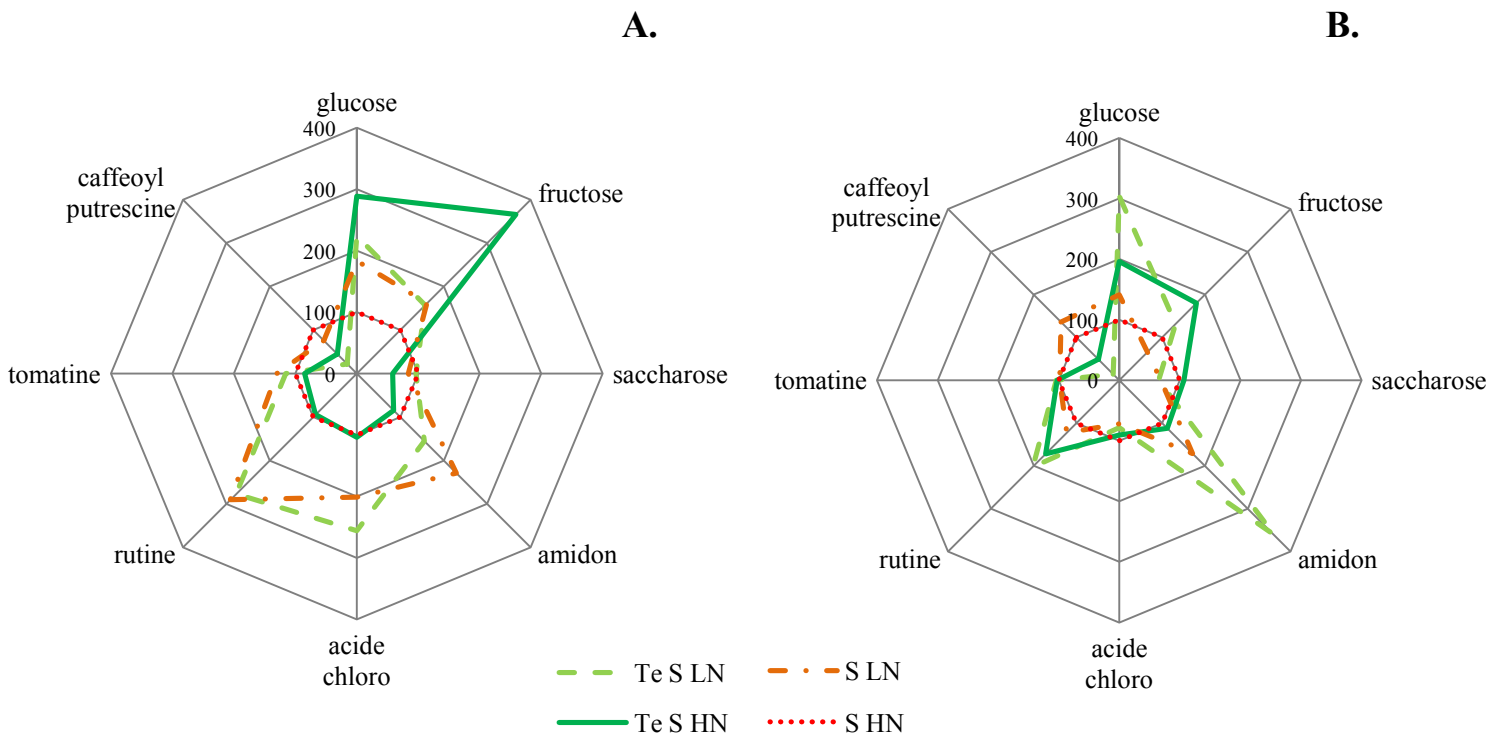 A.
glucose
400
300
200
100
0
fructose
saccharose
amidon
acide
chloro
rutine
tomatine
caffeoyl
putrescine
B.
glucose
400
300
200
100
0
fructose
saccharose
amidon
acide
chloro
rutine
tomatine
caffeoyl
putrescine
Te S LN
S LN
Te S HN
S HN